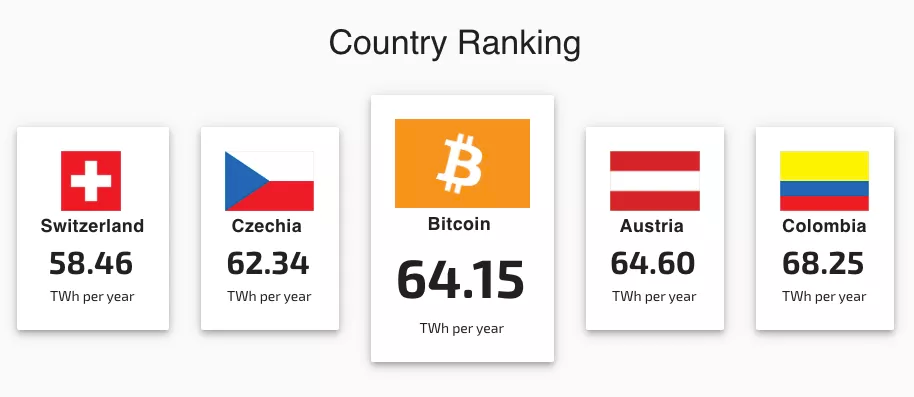 Country Ranking
Switzerland
58.46
TWh per year
Czechia
62.34
TWh per year
Bitcoin
64.15
TWh per year
Austria
64.60
TWh per year
Colombia
68.25
TWh per year